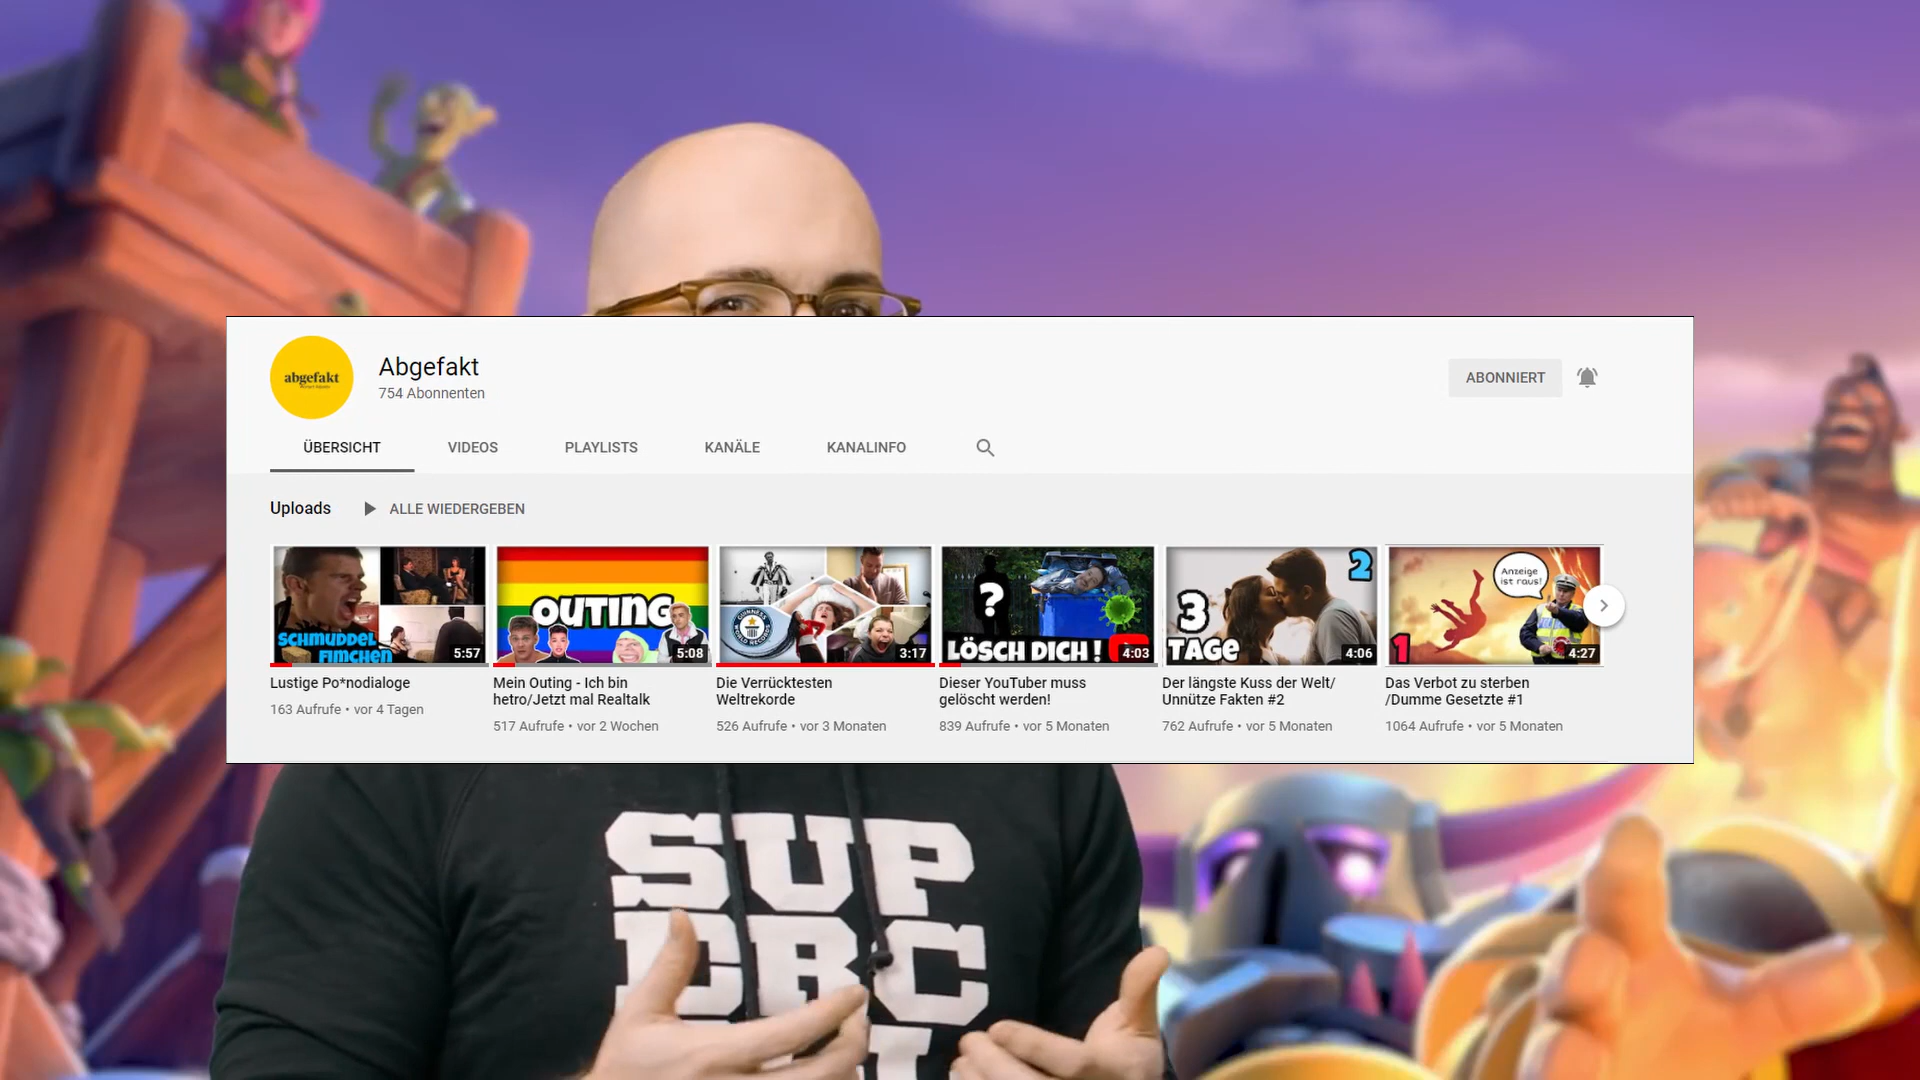 abgefakt
Abgefakt
754 Abonnenten
ABONNIERT
ÜBERSICHT
VIDEOS
PLAYLISTS
KANÄLE
KANALINFO
Uploads
ALLE WIEDERGEBEN
SCHMUDDEL
FIMCHEN
5:57
OUTING
5:08
3:17
?
LÖSCH DICH!
4:03
2
3
TAGE
4:06
Anzeige
ist raus!
1
4:27
Lustige Po*nodialoge
163 Aufrufe • vor 4 Tagen
Mein Outing - Ich bin
hetro/Jetzt mal Realtalk
517 Aufrufe • vor 2 Wochen
Die Verrücktesten
Weltrekorde
526 Aufrufe • vor 3 Monaten
Dieser YouTuber muss
gelöscht werden!
839 Aufrufe • vor 5 Monaten
Der längste Kuss der Welt/
Unnütze Fakten #2
762 Aufrufe • vor 5 Monaten
Das Verbot zu sterben
/Dumme Gesetzte #1
1064 Aufrufe • vor 5 Monaten
SUP
ERC